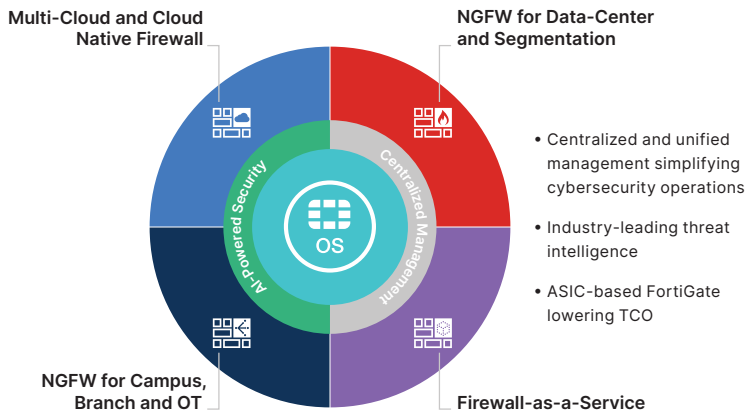 Multi-Cloud and Cloud
Native Firewall
NGFW for Data-Center
and Segmentation
AI-Powered Security
Centralized Management
OS
• Centralized and unified
management simplifying
cybersecurity operations
• Industry-leading threat
intelligence
• ASIC-based FortiGate
lowering TCO
NGFW for Campus,
Branch and OT
Firewall-as-a-Service